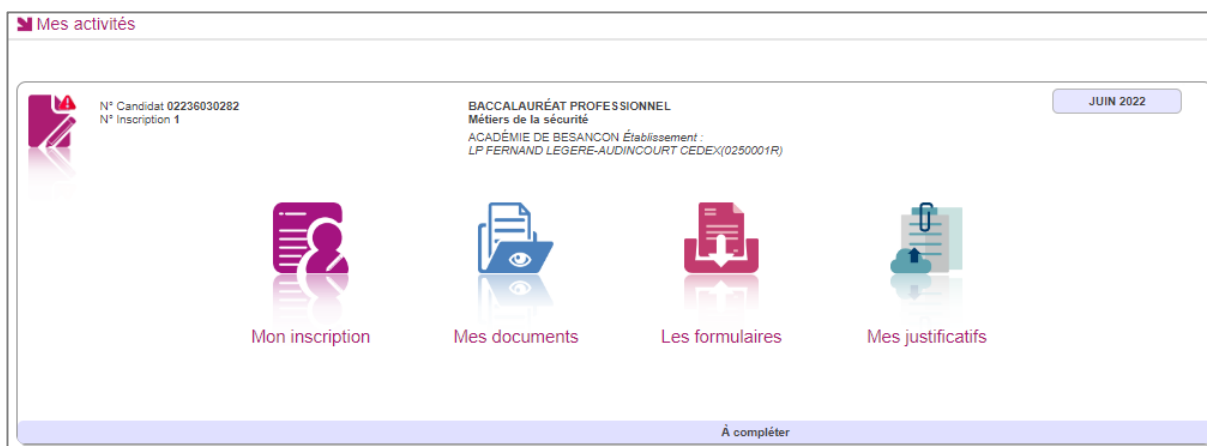 Mes activités
N° Candidat 02236030282
N° Inscription 1
BACCALAURÉAT PROFESSIONNEL
Métiers de la sécurité
ACADÉMIE DE BESANCON Établissement :
LP FERNAND LEGERE-AUDINCOURT CEDEX(0250001R)
JUIN 2022
Mon inscription
Mes documents
Les formulaires
Mes justificatifs
À compléter